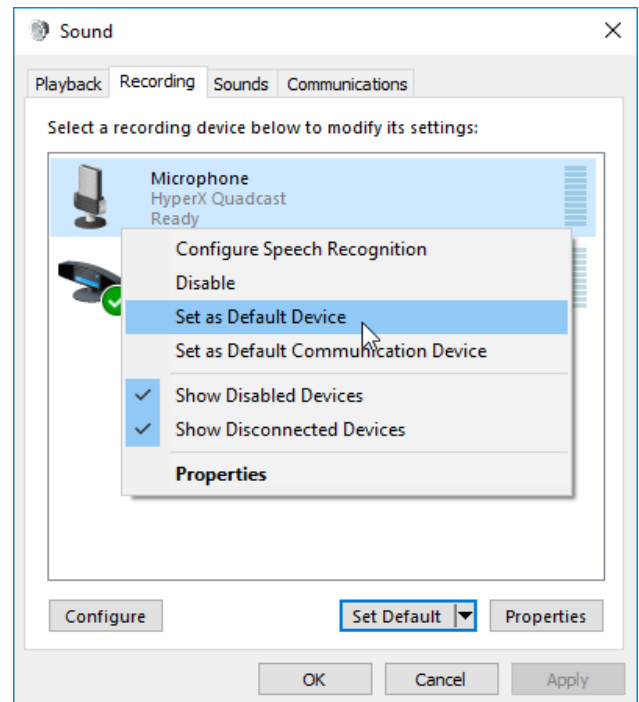 Sound
Playback Recording Sounds Communications
Select a recording device below to modify its settings:
Microphone
HyperX Quadcast
Ready
Configure Speech Recognition
Disable
Set as Default Device
Set as Default Communication Device
Show Disabled Devices
Show Disconnected Devices
Properties
Configure Set Default Properties
OK Cancel Apply